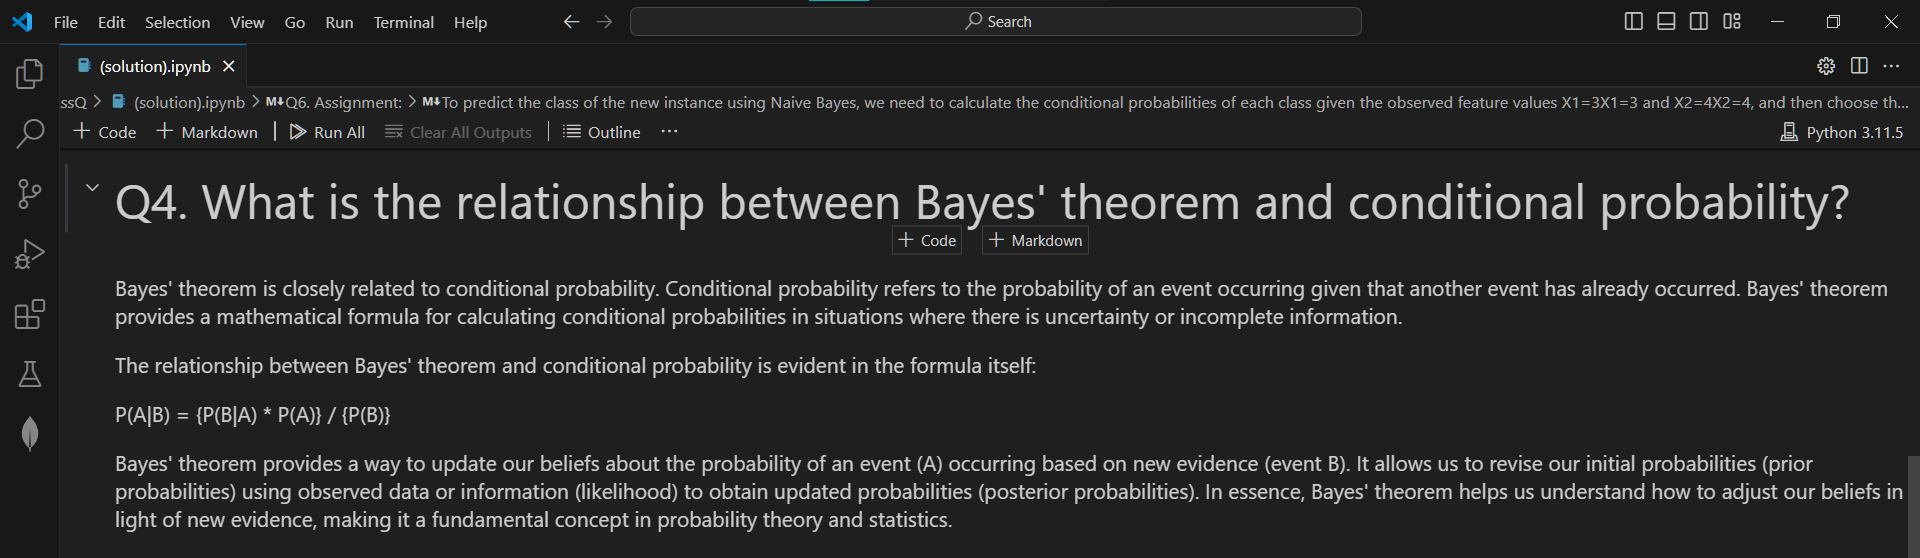 File Edit Selection View Go Run Terminal Help
Search
(solution).ipynb
ssQ > (solution).ipynb > M↓Q6. Assignment: > M↓To predict the class of the new instance using Naive Bayes, we need to calculate the conditional probabilities of each class given the observed feature values X1=3X1=3 and X2=4X2=4, and then choose th...
+ Code + Markdown | Run All Clear All Outputs | Outline ... Python 3.11.5
Q4. What is the relationship between Bayes' theorem and conditional probability?
+ Code + Markdown
Bayes' theorem is closely related to conditional probability. Conditional probability refers to the probability of an event occurring given that another event has already occurred. Bayes' theorem
provides a mathematical formula for calculating conditional probabilities in situations where there is uncertainty or incomplete information.
The relationship between Bayes' theorem and conditional probability is evident in the formula itself:
P(A|B) = {P(B|A) * P(A)} / {P(B)}
Bayes' theorem provides a way to update our beliefs about the probability of an event (A) occurring based on new evidence (event B). It allows us to revise our initial probabilities (prior
probabilities) using observed data or information (likelihood) to obtain updated probabilities (posterior probabilities). In essence, Bayes' theorem helps us understand how to adjust our beliefs in
light of new evidence, making it a fundamental concept in probability theory and statistics.